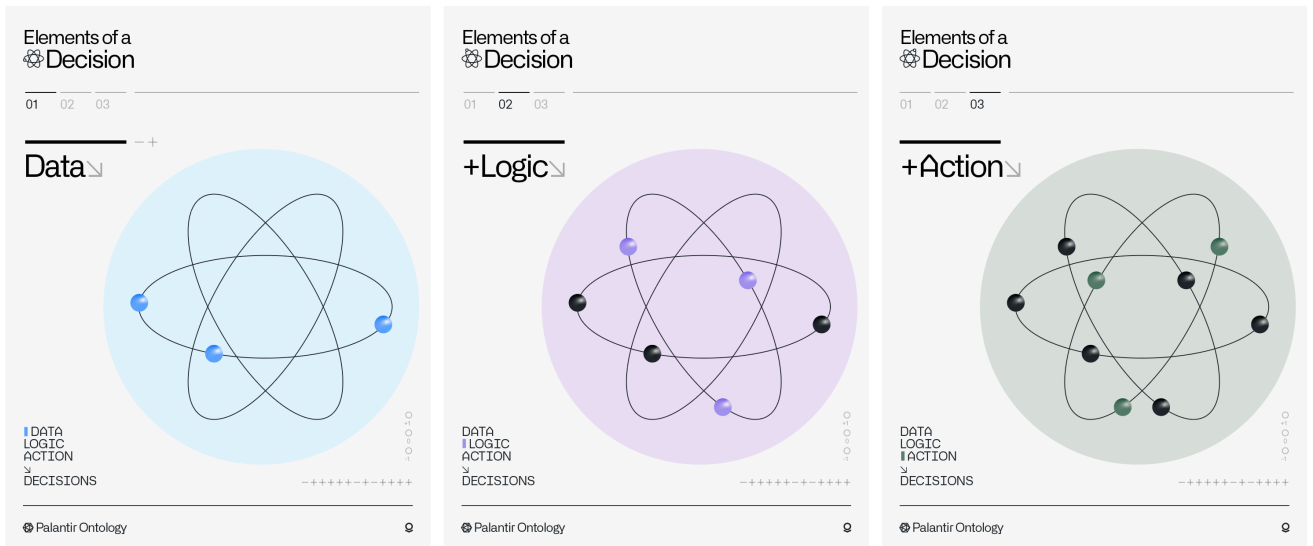 Elements of a
Decision
01 02 03
Data
DATA
LOGIC
ACTION
DECISIONS
−+++++−+−++++
Palantir Ontology
Elements of a
Decision
01 02 03
+Logic
DATA
LOGIC
ACTION
DECISIONS
−+++++−+−++++
Palantir Ontology
Elements of a
Decision
01 02 03
+Action
DATA
LOGIC
ACTION
DECISIONS
−+++++−+−++++
Palantir Ontology